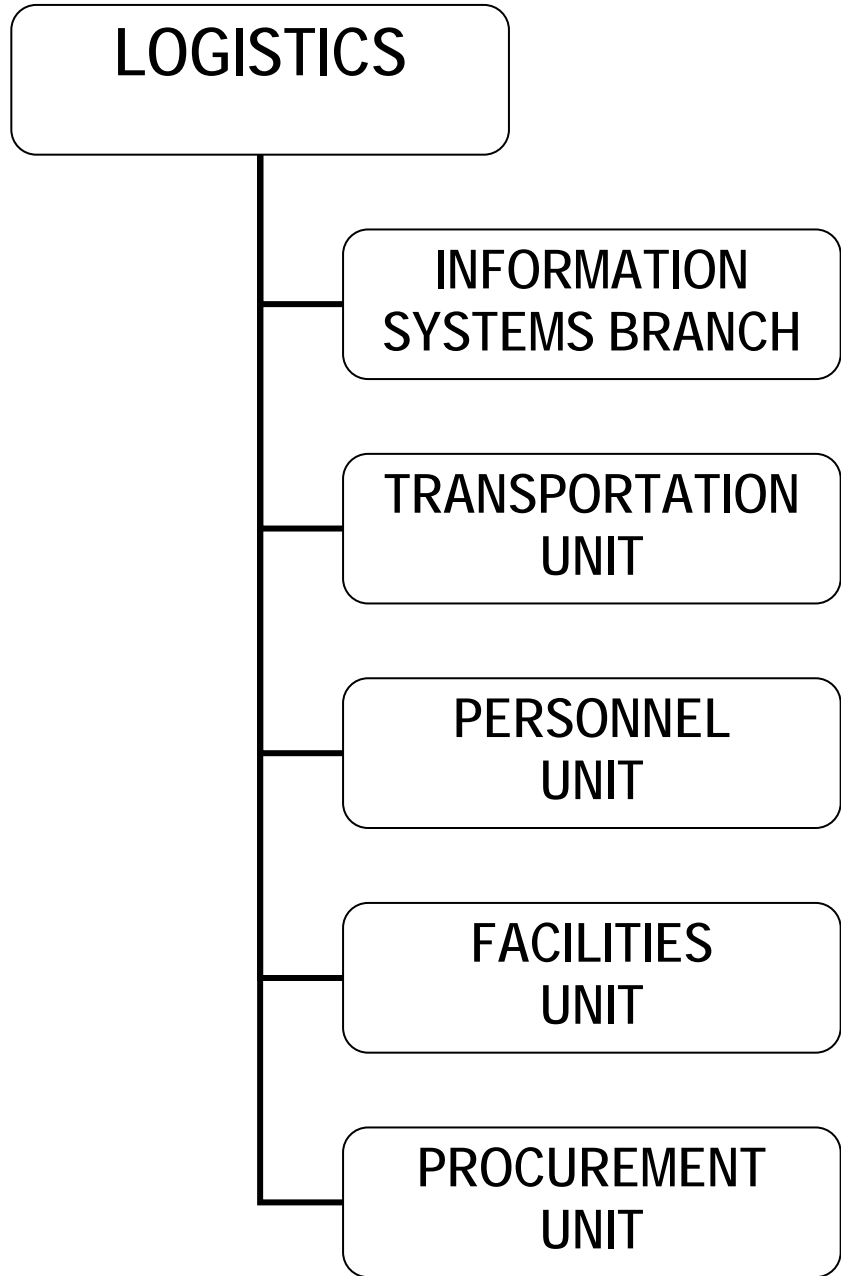 LOGISTICS
INFORMATION
SYSTEMS BRANCH
TRANSPORTATION
UNIT
PERSONNEL
UNIT
FACILITIES
UNIT
PROCUREMENT
UNIT